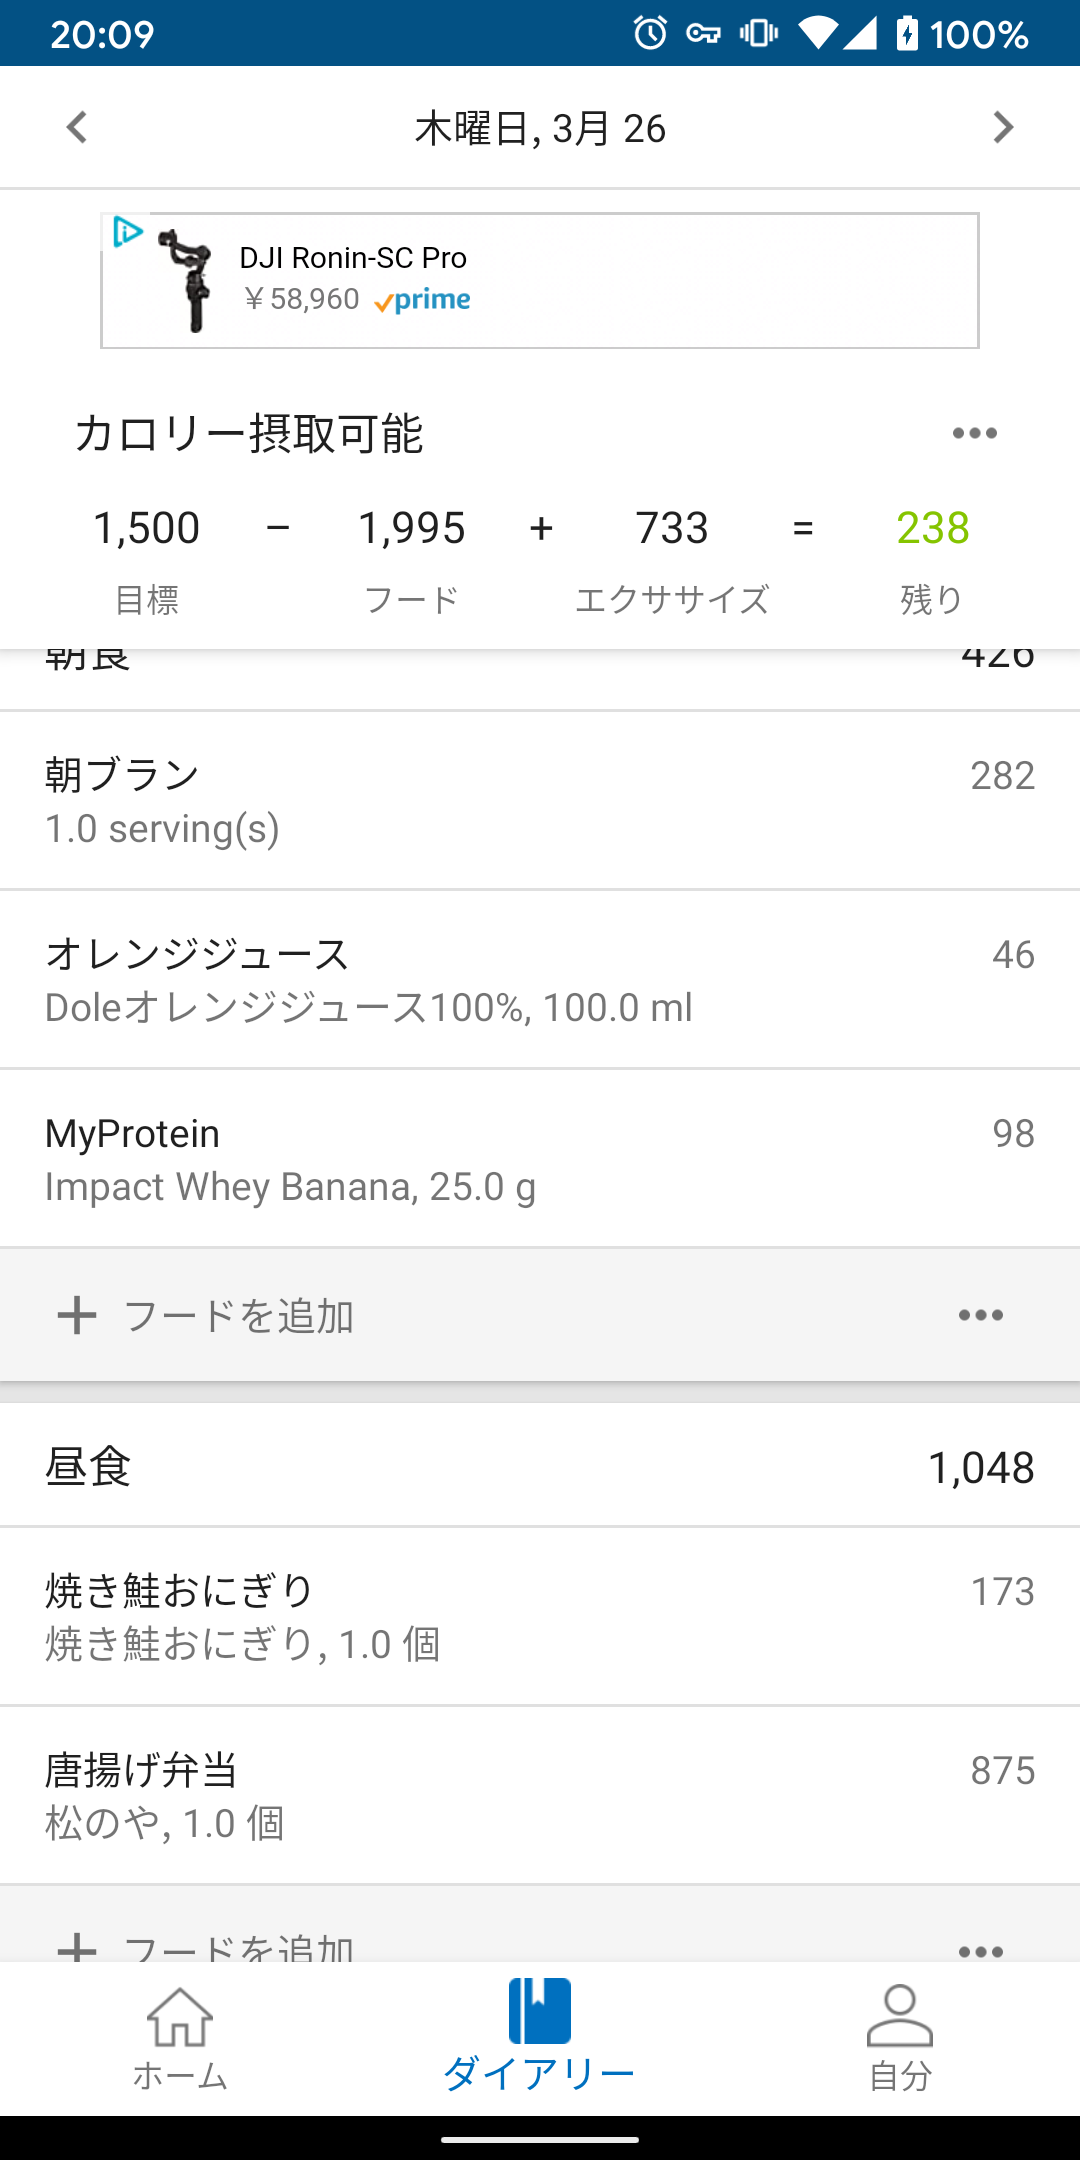 20:09 100%
木曜日, 3月 26
DJI Ronin-SC Pro
￥58,960 prime
カロリー摂取可能
1,500 − 1,995 + 733 = 238
目標 フード エクササイズ 残り
朝食 426
朝ブラン 282
1.0 serving(s)
オレンジジュース 46
Doleオレンジジュース100%, 100.0 ml
MyProtein 98
Impact Whey Banana, 25.0 g
フードを追加
昼食 1,048
焼き鮭おにぎり 173
焼き鮭おにぎり, 1.0 個
唐揚げ弁当 875
松のや, 1.0 個
フードを追加
ホーム ダイアリー 自分